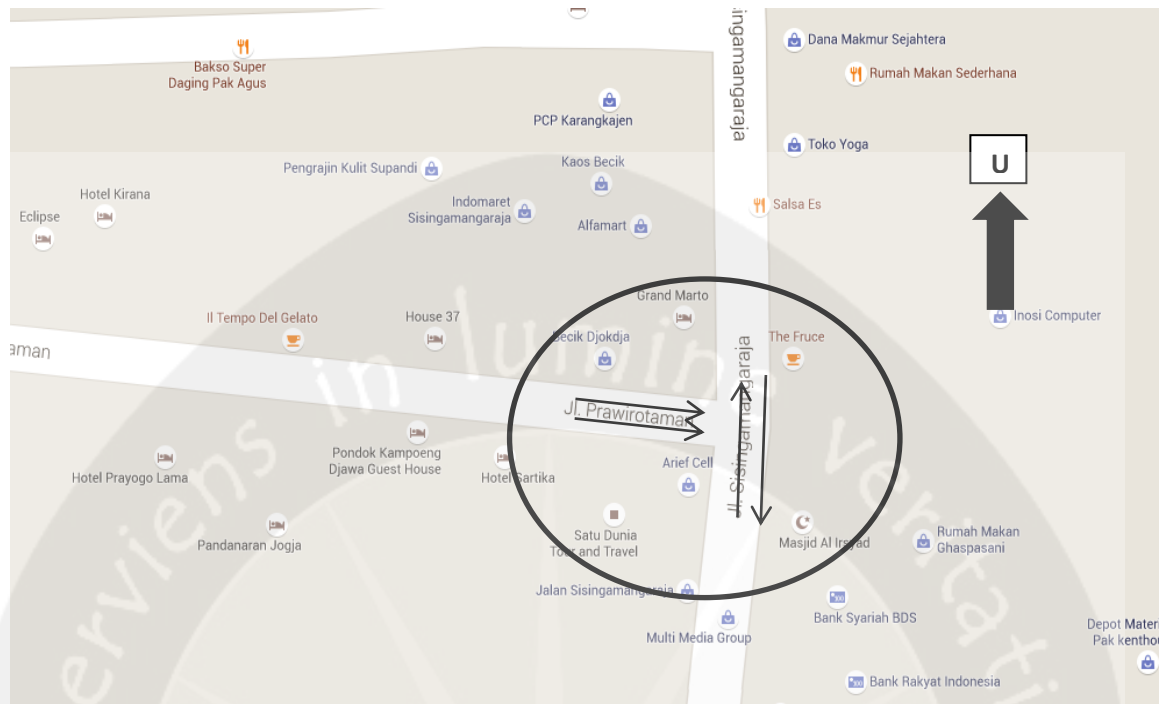 ingamangaraja
Dana Makmur Sejahtera
Bakso Super
Daging Pak Agus
Rumah Makan Sederhana
PCP Karangkajen
Toko Yoga
U
Pengrajin Kulit Supandi
Kaos Becik
Hotel Kirana
Eclipse
Indomaret
Sisingamangaraja
Alfamart
Salsa Es
Grand Marto
Il Tempo Del Gelato
House 37
Inosi Computer
Becik Djokdja
The Fruce
aman
Jl. Prawirotaman
Jl. Sisingamangaraja
Pondok Kampoeng
Djawa Guest House
Hotel Prayogo Lama
Hotel Sartika
Arief Cell
Pandanaran Jogja
Satu Dunia
Tour and Travel
Masjid Al Irsyad
Rumah Makan
Ghaspasani
Jalan Sisingamangaraja
Bank Syariah BDS
Multi Media Group
Depot Mater
Pak kenthou
Bank Rakyat Indonesia
erviens in lumine veritati